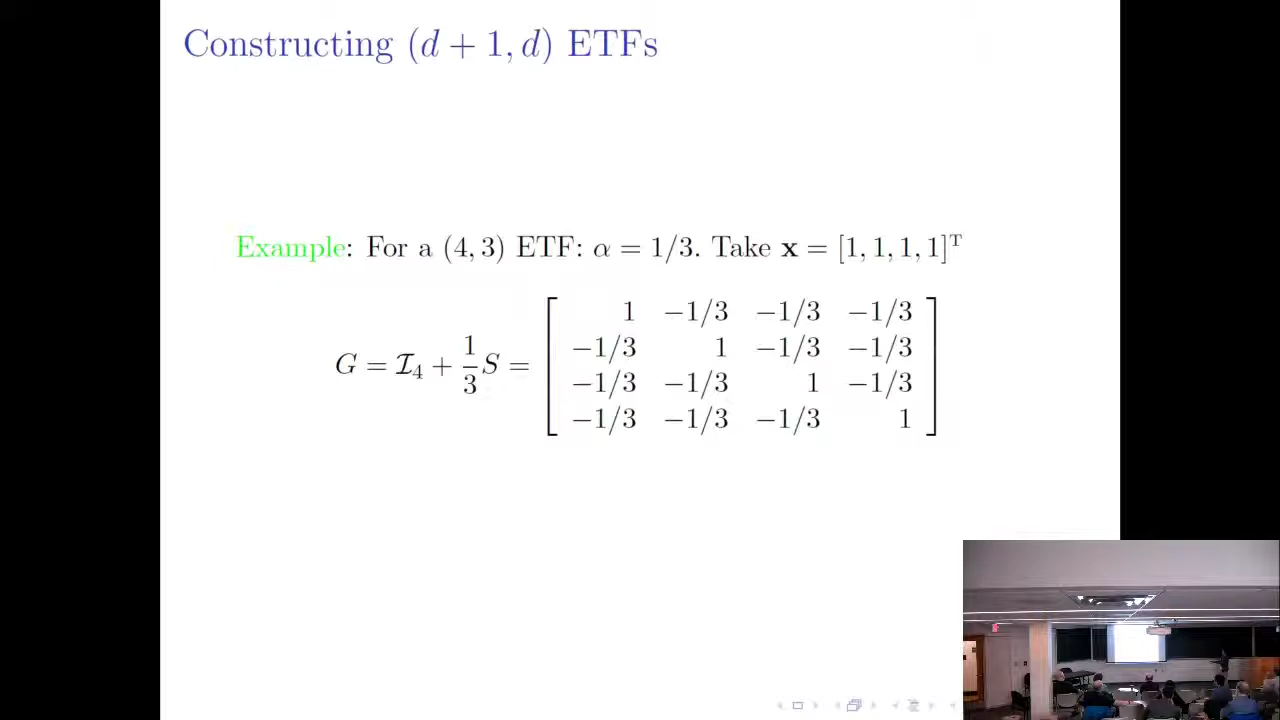 Constructing (d + 1, d) ETFs
Example: For a (4, 3) ETF: α = 1/3. Take x = [1, 1, 1, 1]ᵀ
G = ℐ₄ + 1/3 S = [ 1 −1/3 −1/3 −1/3
−1/3 1 −1/3 −1/3
−1/3 −1/3 1 −1/3
−1/3 −1/3 −1/3 1 ]